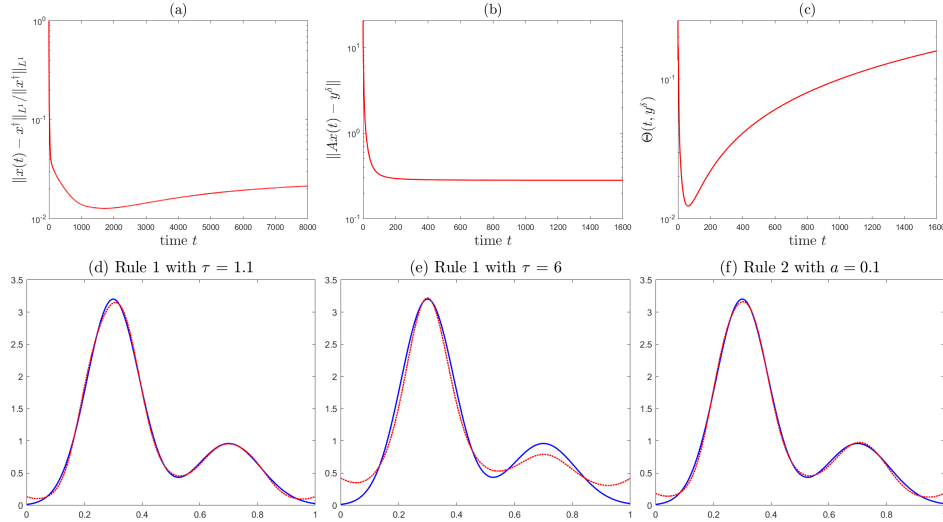 (a)
(b)
(c)
‖x(t) − x†‖_{L¹}/‖x†‖_{L¹}
10⁰
10⁻¹
10⁻²
0 1000 2000 3000 4000 5000 6000 7000 8000
time t
‖Ax(t) − y^δ‖
10¹
10⁰
10⁻¹
0 200 400 600 800 1000 1200 1400 1600
time t
Θ(t, y^δ)
10⁻¹
10⁻²
0 200 400 600 800 1000 1200 1400 1600
time t
(d) Rule 1 with τ = 1.1
(e) Rule 1 with τ = 6
(f) Rule 2 with a = 0.1
3.5
3
2.5
2
1.5
1
0.5
0
0 0.2 0.4 0.6 0.8 1
3.5
3
2.5
2
1.5
1
0.5
0
0 0.2 0.4 0.6 0.8 1
3.5
3
2.5
2
1.5
1
0.5
0
0 0.2 0.4 0.6 0.8 1